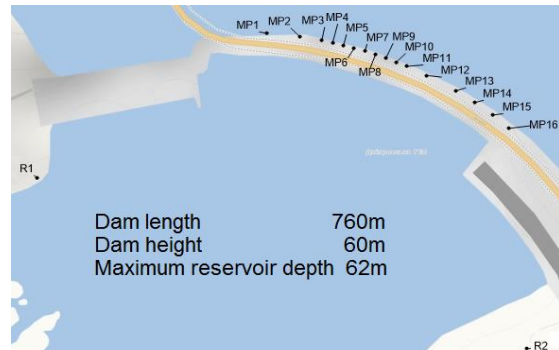 MP1
MP2
MP3
MP4
MP5
MP6
MP7
MP8
MP9
MP10
MP11
MP12
MP13
MP14
MP15
MP16
R1
Dam length 760m
Dam height 60m
Maximum reservoir depth 62m
R2